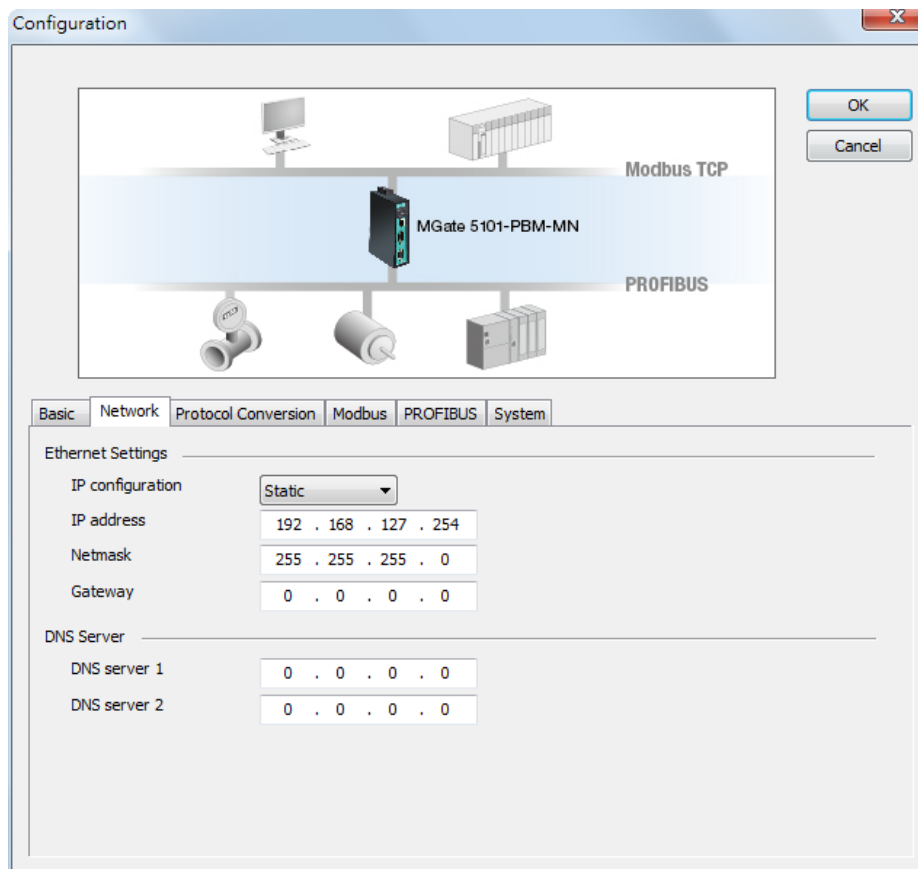 Configuration
OK
Cancel
Modbus TCP
MGate 5101-PBM-MN
PROFIBUS
Basic Network Protocol Conversion Modbus PROFIBUS System
Ethernet Settings
IP configuration Static
IP address 192 . 168 . 127 . 254
Netmask 255 . 255 . 255 . 0
Gateway 0 . 0 . 0 . 0
DNS Server
DNS server 1 0 . 0 . 0 . 0
DNS server 2 0 . 0 . 0 . 0